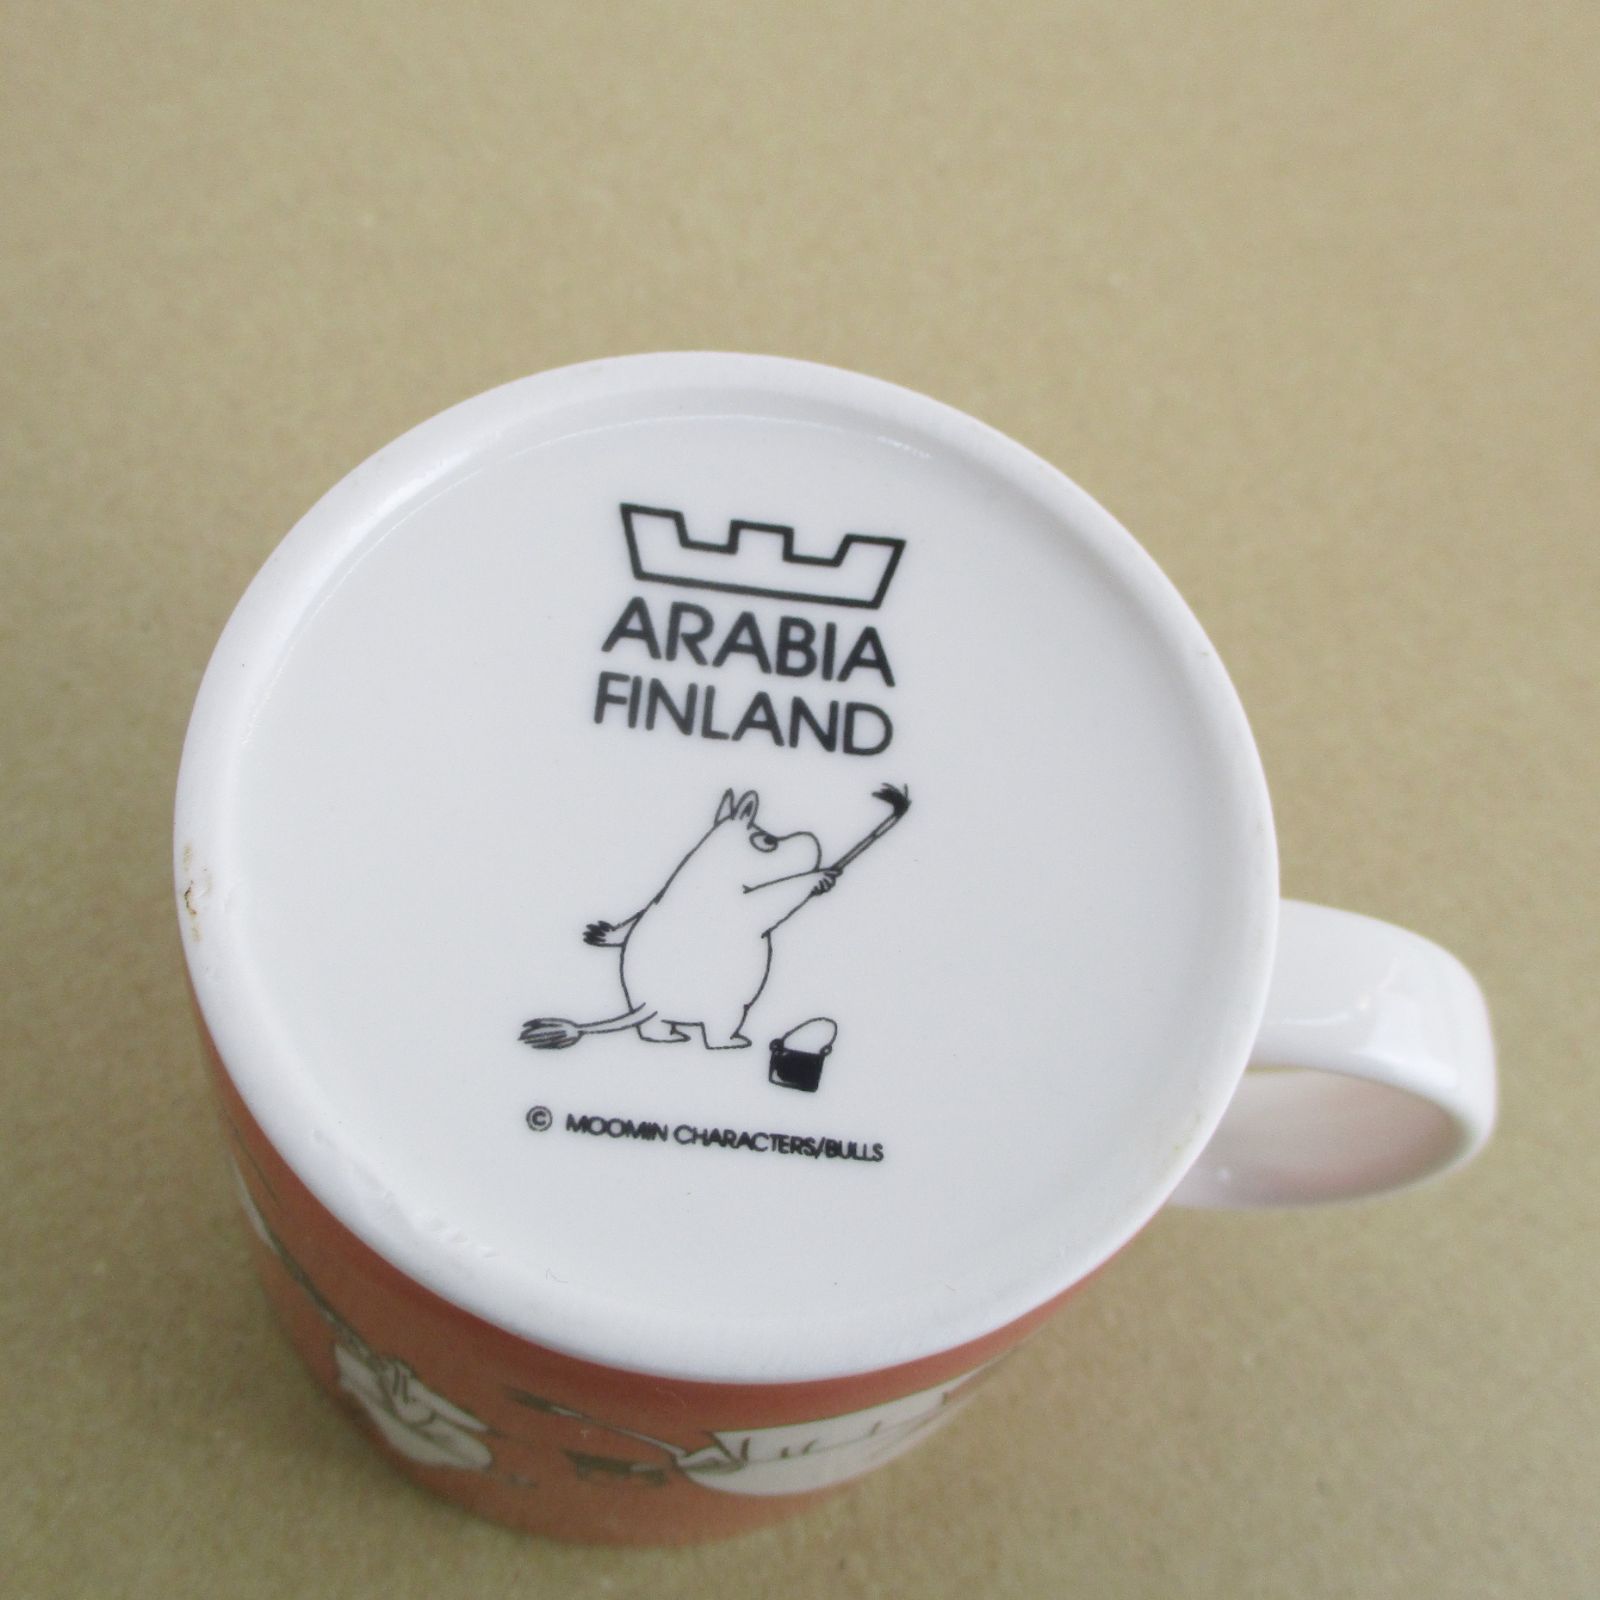 ARABIA
FINLAND
© MOOMIN CHARACTERS/BULLS